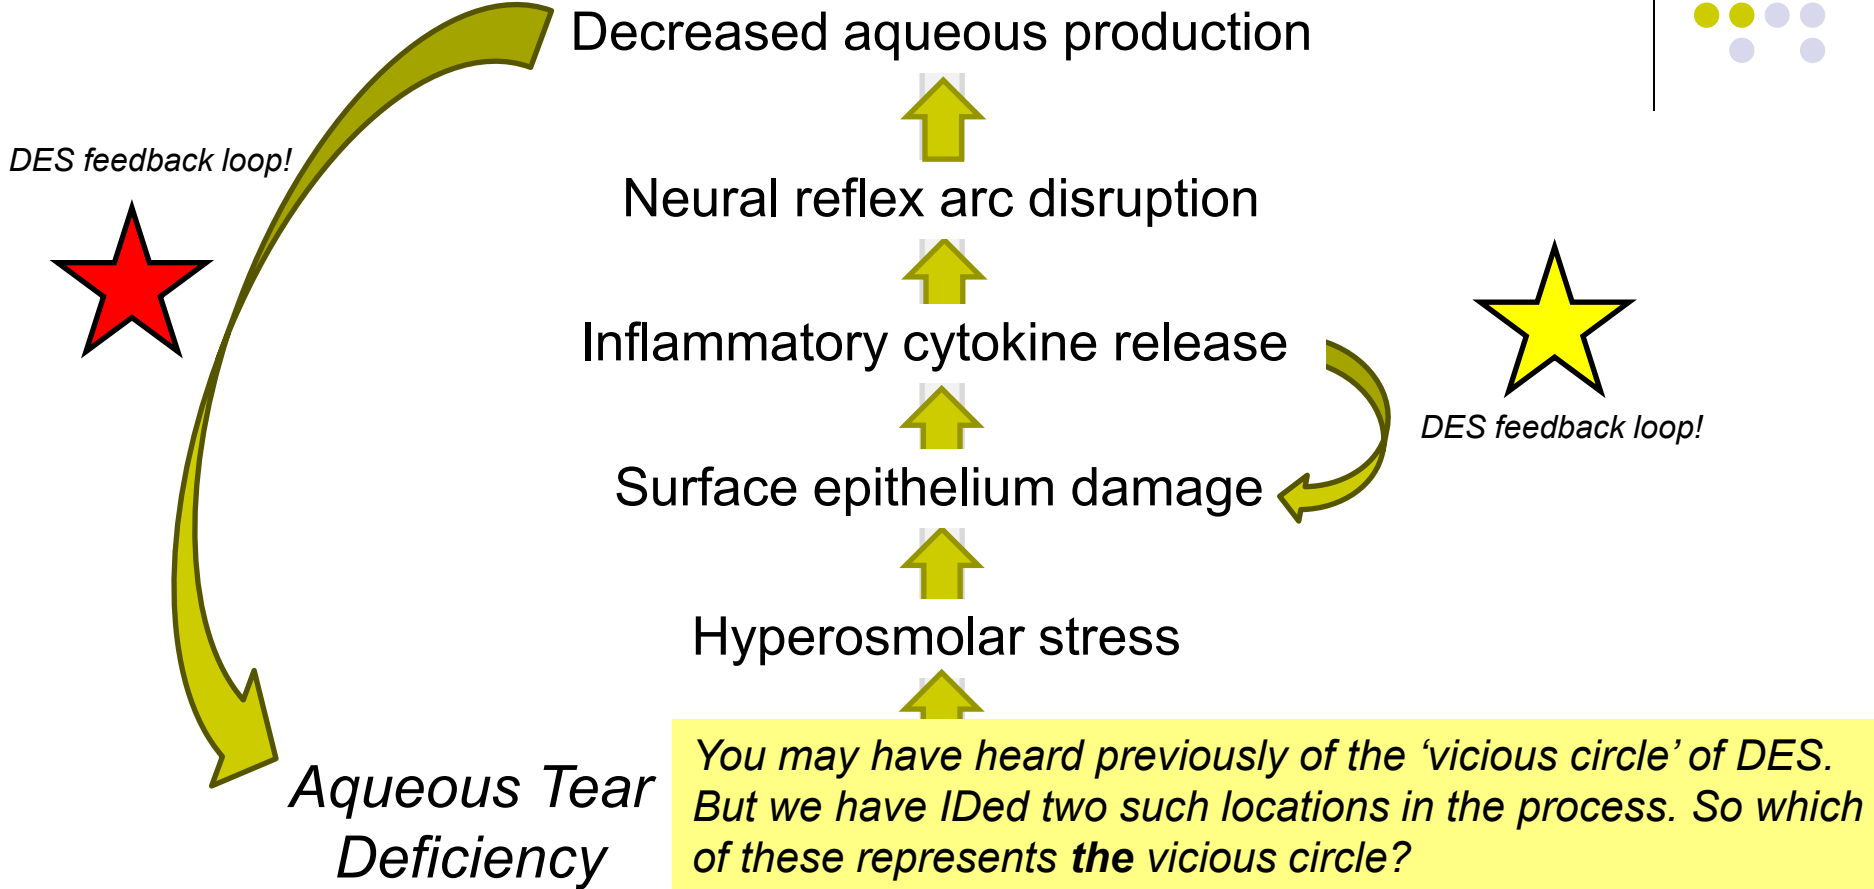 Decreased aqueous production
DES feedback loop!
Neural reflex arc disruption
Inflammatory cytokine release
DES feedback loop!
Surface epithelium damage
Hyperosmolar stress
Aqueous Tear
Deficiency
You may have heard previously of the ‘vicious circle’ of DES.
But we have IDed two such locations in the process. So which
of these represents the vicious circle?